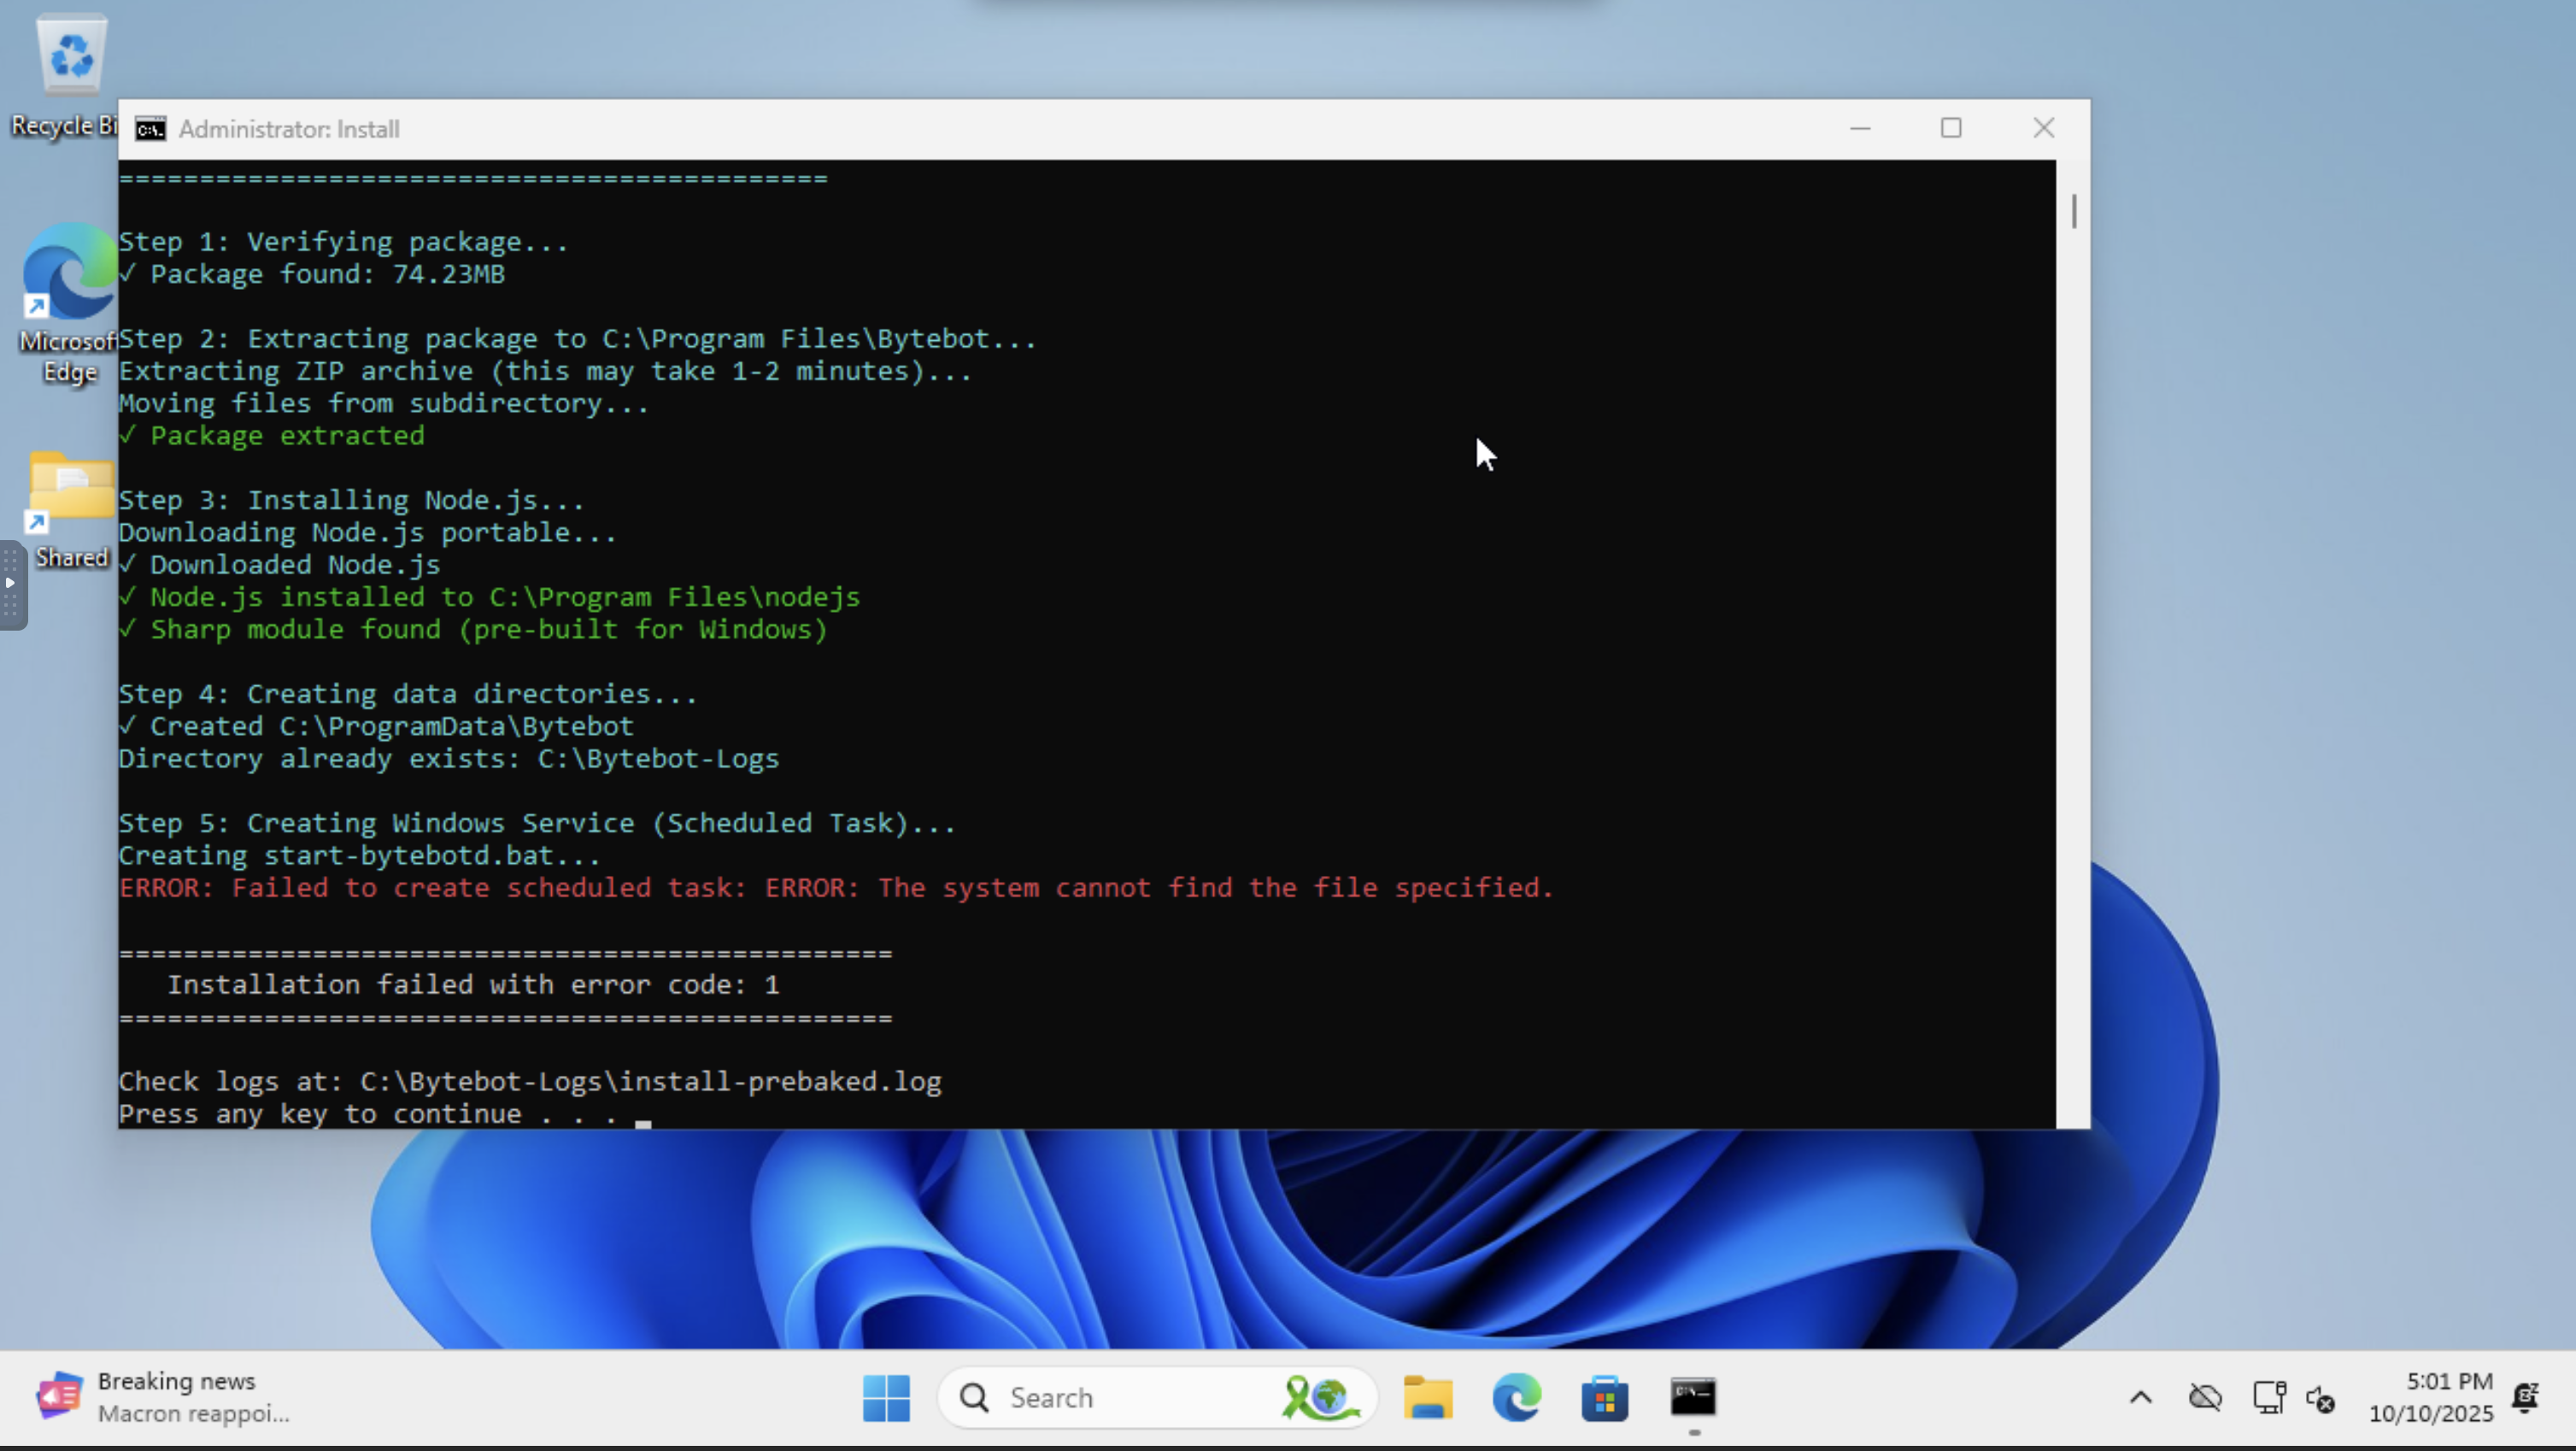 Recycle Bi
Microsof
Edge
Shared
Administrator: Install
============================================
Step 1: Verifying package...
✓ Package found: 74.23MB
Step 2: Extracting package to C:\Program Files\Bytebot...
Extracting ZIP archive (this may take 1-2 minutes)...
Moving files from subdirectory...
✓ Package extracted
Step 3: Installing Node.js...
Downloading Node.js portable...
✓ Downloaded Node.js
✓ Node.js installed to C:\Program Files\nodejs
✓ Sharp module found (pre-built for Windows)
Step 4: Creating data directories...
✓ Created C:\ProgramData\Bytebot
Directory already exists: C:\Bytebot-Logs
Step 5: Creating Windows Service (Scheduled Task)...
Creating start-bytebotd.bat...
ERROR: Failed to create scheduled task: ERROR: The system cannot find the file specified.
================================================
Installation failed with error code: 1
================================================
Check logs at: C:\Bytebot-Logs\install-prebaked.log
Press any key to continue . . .
Breaking news
Macron reappoi...
Search
5:01 PM
10/10/2025